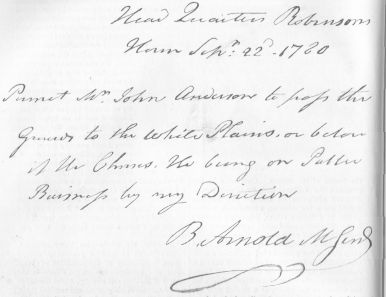 Head Quarters Robinsons
House Sepr. 22d. 1780
Permit Mr. John Anderson to pass the
Guards to the White Plains, or below
if He Chuses. He being on Public
Buisness by my Direction
B. Arnold M Genl